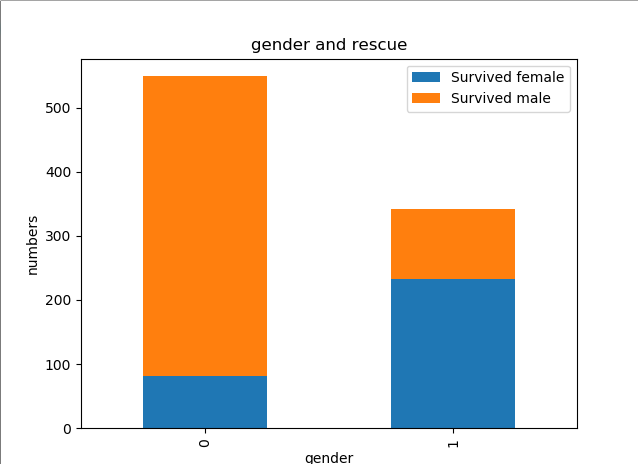 gender and rescue
Survived female
Survived male
500
400
300
200
100
0
numbers
0
1
gender